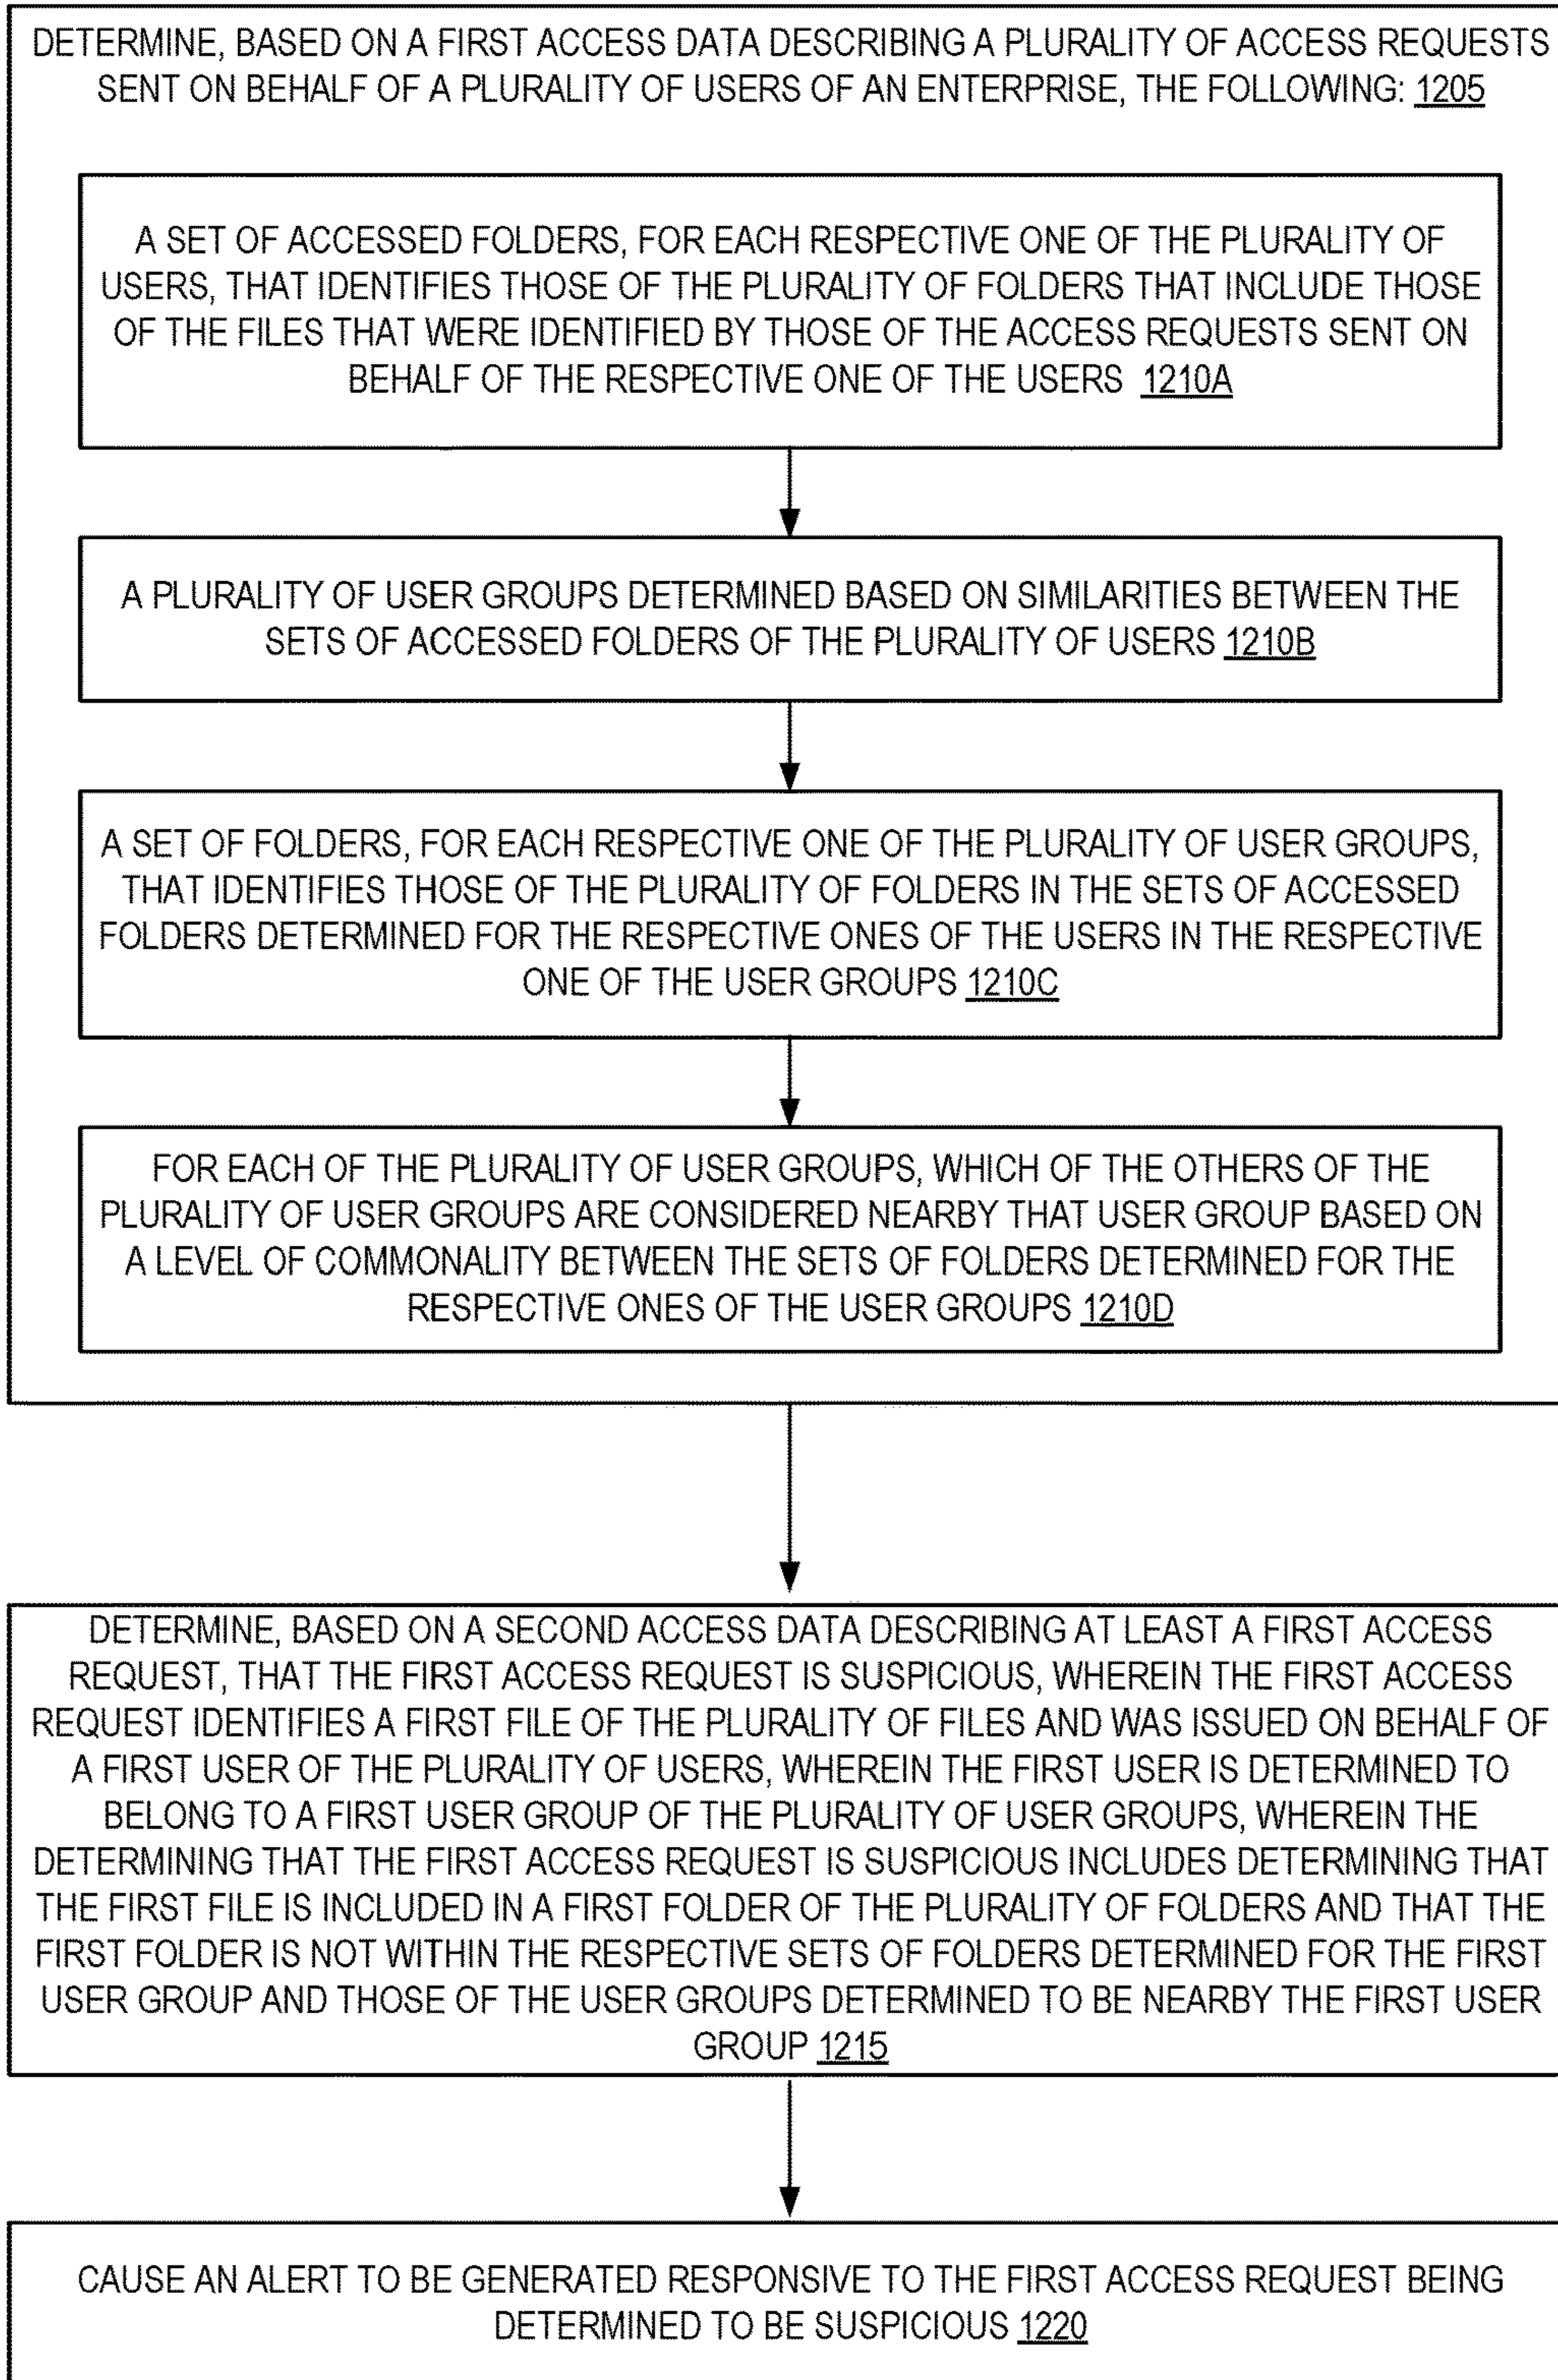 DETERMINE, BASED ON A FIRST ACCESS DATA DESCRIBING A PLURALITY OF ACCESS REQUESTS
SENT ON BEHALF OF A PLURALITY OF USERS OF AN ENTERPRISE, THE FOLLOWING: 1205
A SET OF ACCESSED FOLDERS, FOR EACH RESPECTIVE ONE OF THE PLURALITY OF
USERS, THAT IDENTIFIES THOSE OF THE PLURALITY OF FOLDERS THAT INCLUDE THOSE
OF THE FILES THAT WERE IDENTIFIED BY THOSE OF THE ACCESS REQUESTS SENT ON
BEHALF OF THE RESPECTIVE ONE OF THE USERS 1210A
A PLURALITY OF USER GROUPS DETERMINED BASED ON SIMILARITIES BETWEEN THE
SETS OF ACCESSED FOLDERS OF THE PLURALITY OF USERS 1210B
A SET OF FOLDERS, FOR EACH RESPECTIVE ONE OF THE PLURALITY OF USER GROUPS,
THAT IDENTIFIES THOSE OF THE PLURALITY OF FOLDERS IN THE SETS OF ACCESSED
FOLDERS DETERMINED FOR THE RESPECTIVE ONES OF THE USERS IN THE RESPECTIVE
ONE OF THE USER GROUPS 1210C
FOR EACH OF THE PLURALITY OF USER GROUPS, WHICH OF THE OTHERS OF THE
PLURALITY OF USER GROUPS ARE CONSIDERED NEARBY THAT USER GROUP BASED ON
A LEVEL OF COMMONALITY BETWEEN THE SETS OF FOLDERS DETERMINED FOR THE
RESPECTIVE ONES OF THE USER GROUPS 1210D
DETERMINE, BASED ON A SECOND ACCESS DATA DESCRIBING AT LEAST A FIRST ACCESS
REQUEST, THAT THE FIRST ACCESS REQUEST IS SUSPICIOUS, WHEREIN THE FIRST ACCESS
REQUEST IDENTIFIES A FIRST FILE OF THE PLURALITY OF FILES AND WAS ISSUED ON BEHALF OF
A FIRST USER OF THE PLURALITY OF USERS, WHEREIN THE FIRST USER IS DETERMINED TO
BELONG TO A FIRST USER GROUP OF THE PLURALITY OF USER GROUPS, WHEREIN THE
DETERMINING THAT THE FIRST ACCESS REQUEST IS SUSPICIOUS INCLUDES DETERMINING THAT
THE FIRST FILE IS INCLUDED IN A FIRST FOLDER OF THE PLURALITY OF FOLDERS AND THAT THE
FIRST FOLDER IS NOT WITHIN THE RESPECTIVE SETS OF FOLDERS DETERMINED FOR THE FIRST
USER GROUP AND THOSE OF THE USER GROUPS DETERMINED TO BE NEARBY THE FIRST USER
GROUP 1215
CAUSE AN ALERT TO BE GENERATED RESPONSIVE TO THE FIRST ACCESS REQUEST BEING
DETERMINED TO BE SUSPICIOUS 1220